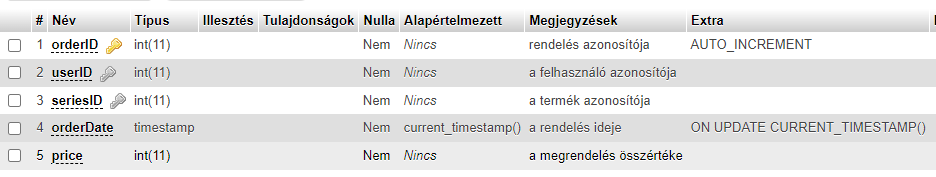 # Név Típus Illesztés Tulajdonságok Nulla Alapértelmezett Megjegyzések Extra
1 orderID int(11) Nem Nincs rendelés azonosítója AUTO_INCREMENT
2 userID int(11) Nem Nincs a felhasználó azonosítója
3 seriesID int(11) Nem Nincs a termék azonosítója
4 orderDate timestamp Nem current_timestamp() a rendelés ideje ON UPDATE CURRENT_TIMESTAMP()
5 price int(11) Nem Nincs a megrendelés összértéke